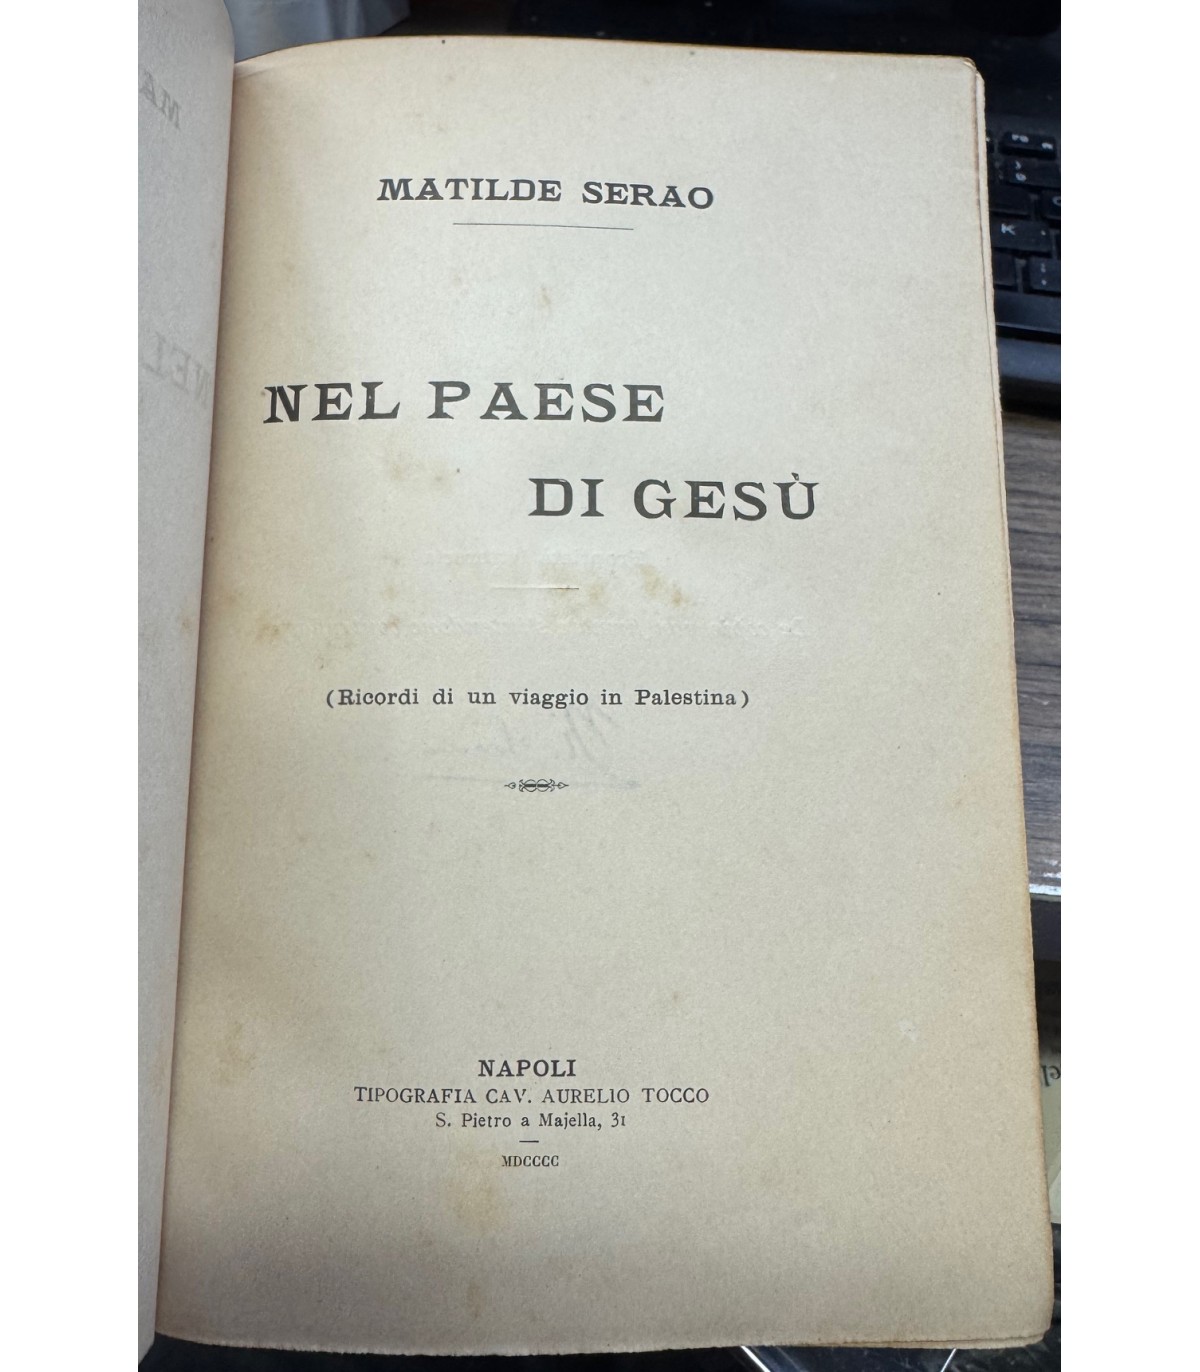 MATILDE SERAO
NEL PAESE
DI GESÙ
(Ricordi di un viaggio in Palestina)
NAPOLI
TIPOGRAFIA CAV. AURELIO TOCCO
S. Pietro a Majella, 31
MDCCCC